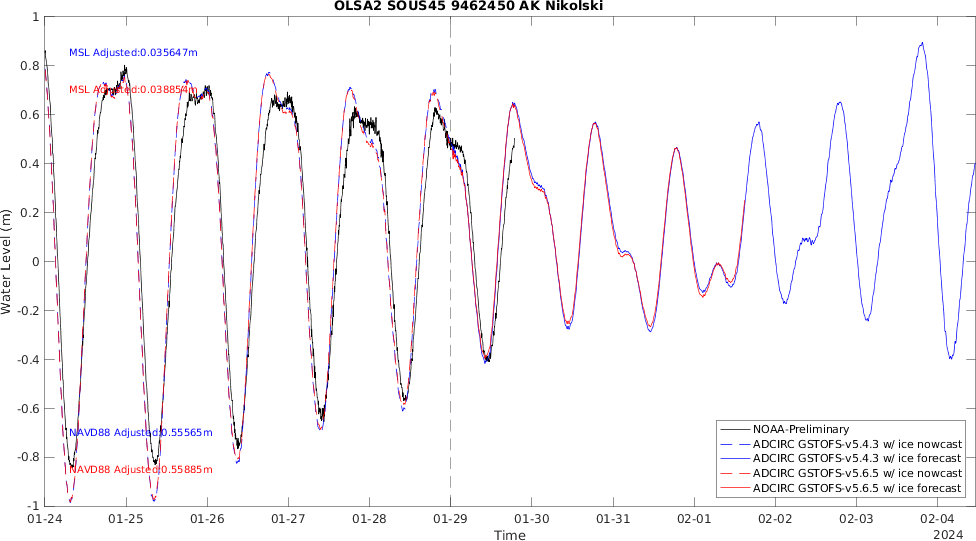 OLSA2 SOUS45 9462450 AK Nikolski
1
0.8
0.6
0.4
0.2
0
-0.2
-0.4
-0.6
-0.8
-1
Water Level (m)
MSL Adjusted:0.035647m
MSL Adjusted:0.038854m
NAVD88 Adjusted:0.55565m
NAVD88 Adjusted:0.55885m
NOAA-Preliminary
ADCIRC GSTOFS-v5.4.3 w/ ice nowcast
ADCIRC GSTOFS-v5.4.3 w/ ice forecast
ADCIRC GSTOFS-v5.6.5 w/ ice nowcast
ADCIRC GSTOFS-v5.6.5 w/ ice forecast
01-24 01-25 01-26 01-27 01-28 01-29 01-30 01-31 02-01 02-02 02-03 02-04
Time
2024